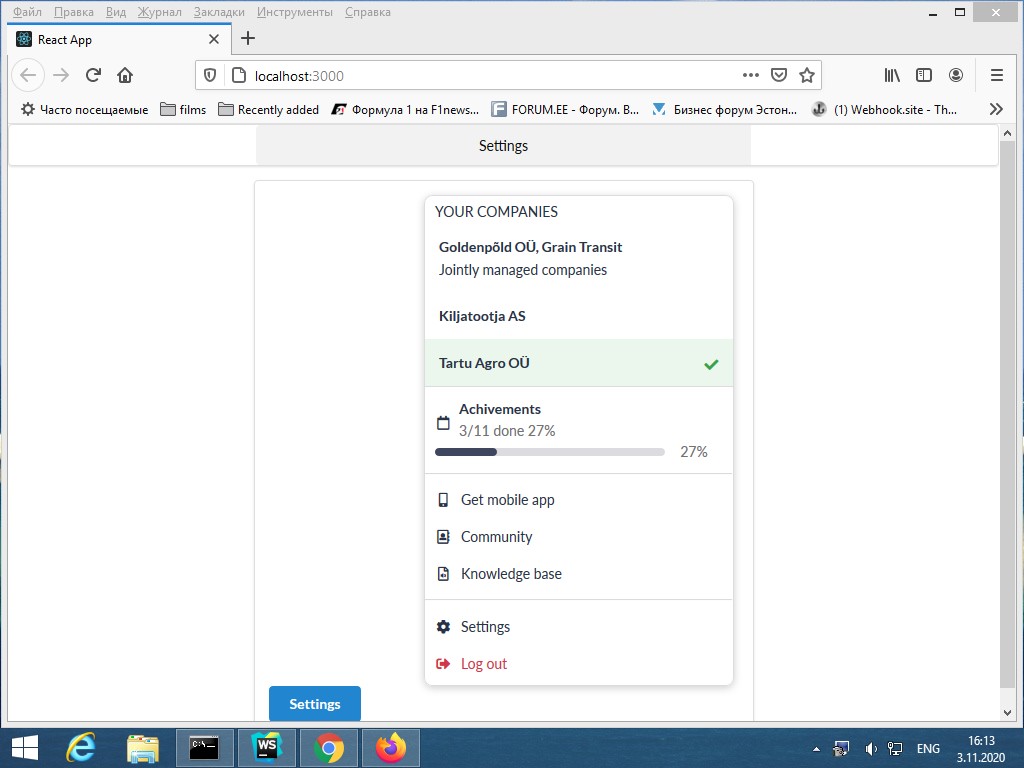 Файл Правка Вид Журнал Закладки Инструменты Справка
React App
localhost:3000
Часто посещаемые films Recently added Формула 1 на F1news... FORUM.EE - Форум. В... Бизнес форум Эстон... (1) Webhook.site - Th...
Settings
YOUR COMPANIES
Goldenpõld OÜ, Grain Transit
Jointly managed companies
Kiljatootja AS
Tartu Agro OÜ
Achivements
3/11 done 27%
27%
Get mobile app
Community
Knowledge base
Settings
Log out
Settings
C:\ WS ENG 16:13
3.11.2020